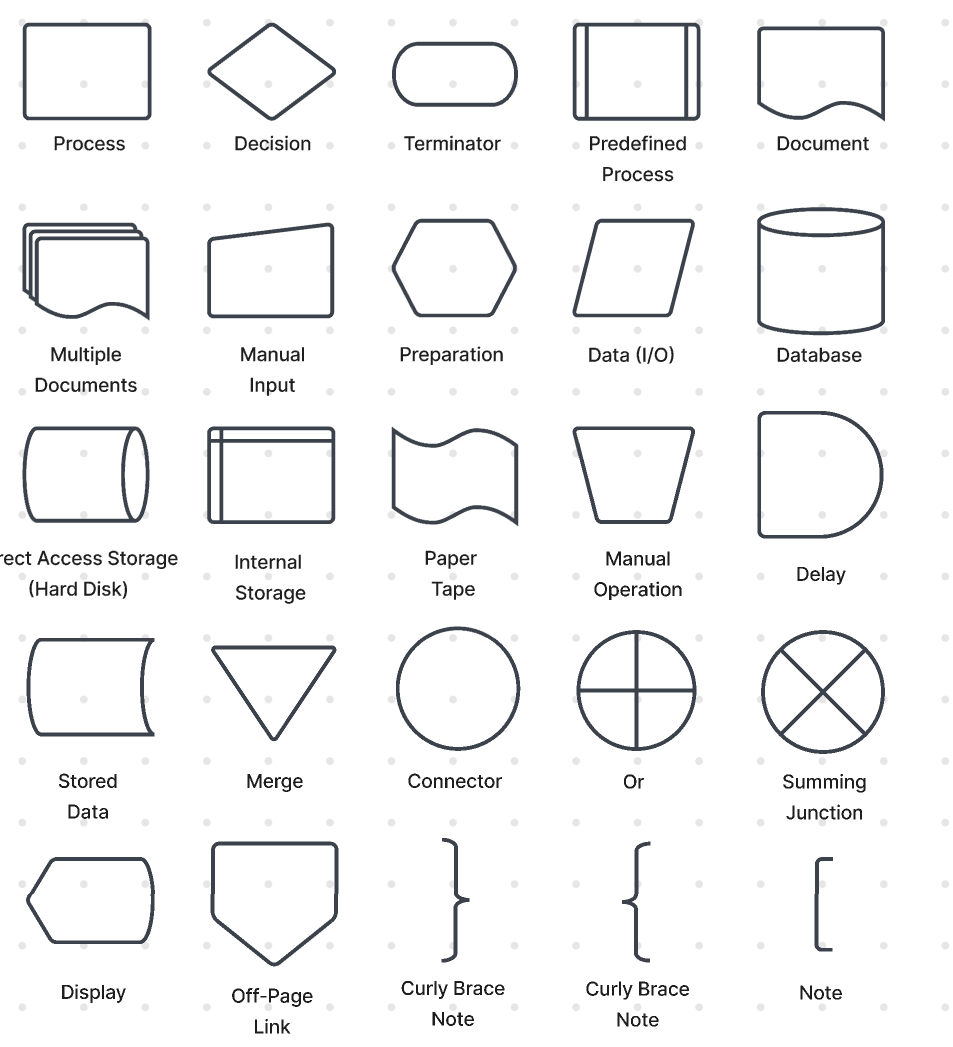 Process
Decision
Terminator
Predefined
Process
Document
Multiple
Documents
Manual
Input
Preparation
Data (I/O)
Database
rect Access Storage
(Hard Disk)
Internal
Storage
Paper
Tape
Manual
Operation
Delay
Stored
Data
Merge
Connector
Or
Summing
Junction
Display
Off-Page
Link
Curly Brace
Note
Curly Brace
Note
Note